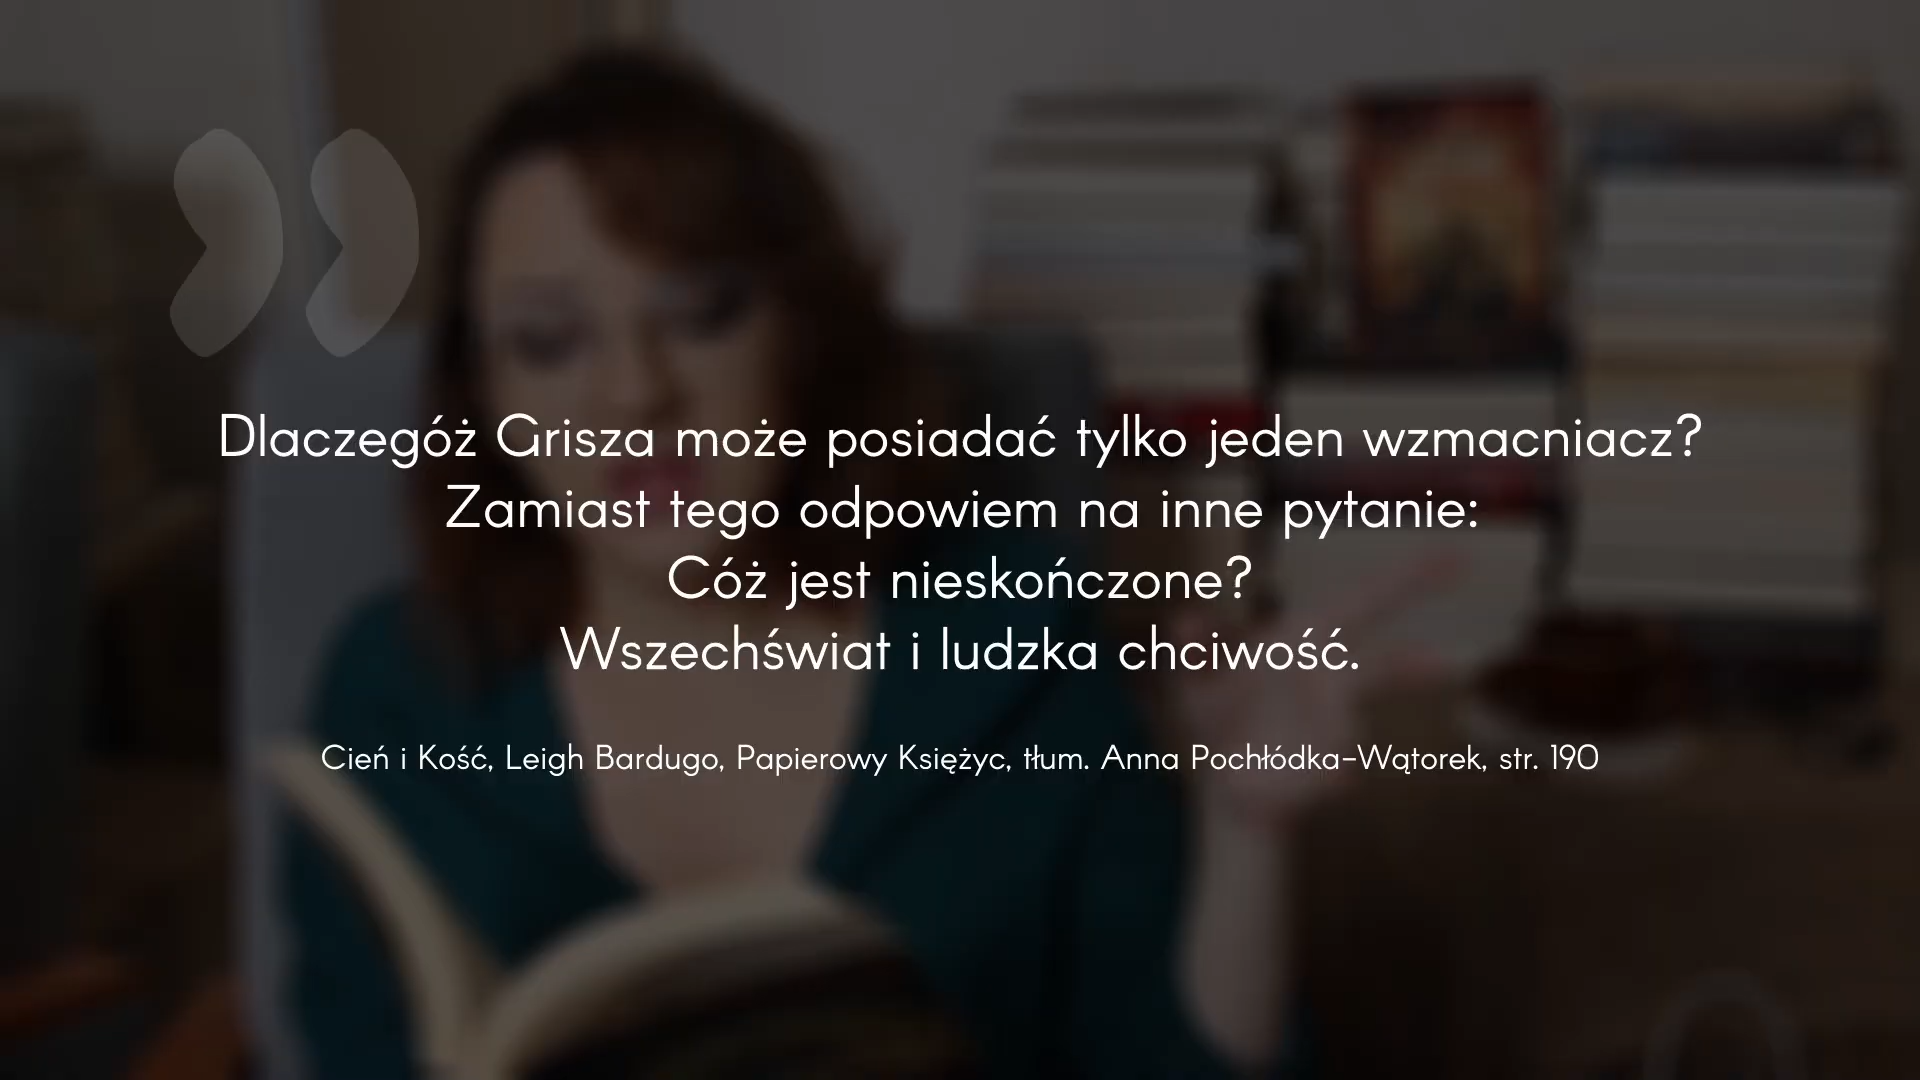 Dlaczegóż Grisza może posiadać tylko jeden wzmacniacz?
Zamiast tego odpowiem na inne pytanie:
Cóż jest nieskończone?
Wszechświat i ludzka chciwość.
Cień i Kość, Leigh Bardugo, Papierowy Księżyc, tłum. Anna Pochłódka-Wątorek, str. 190